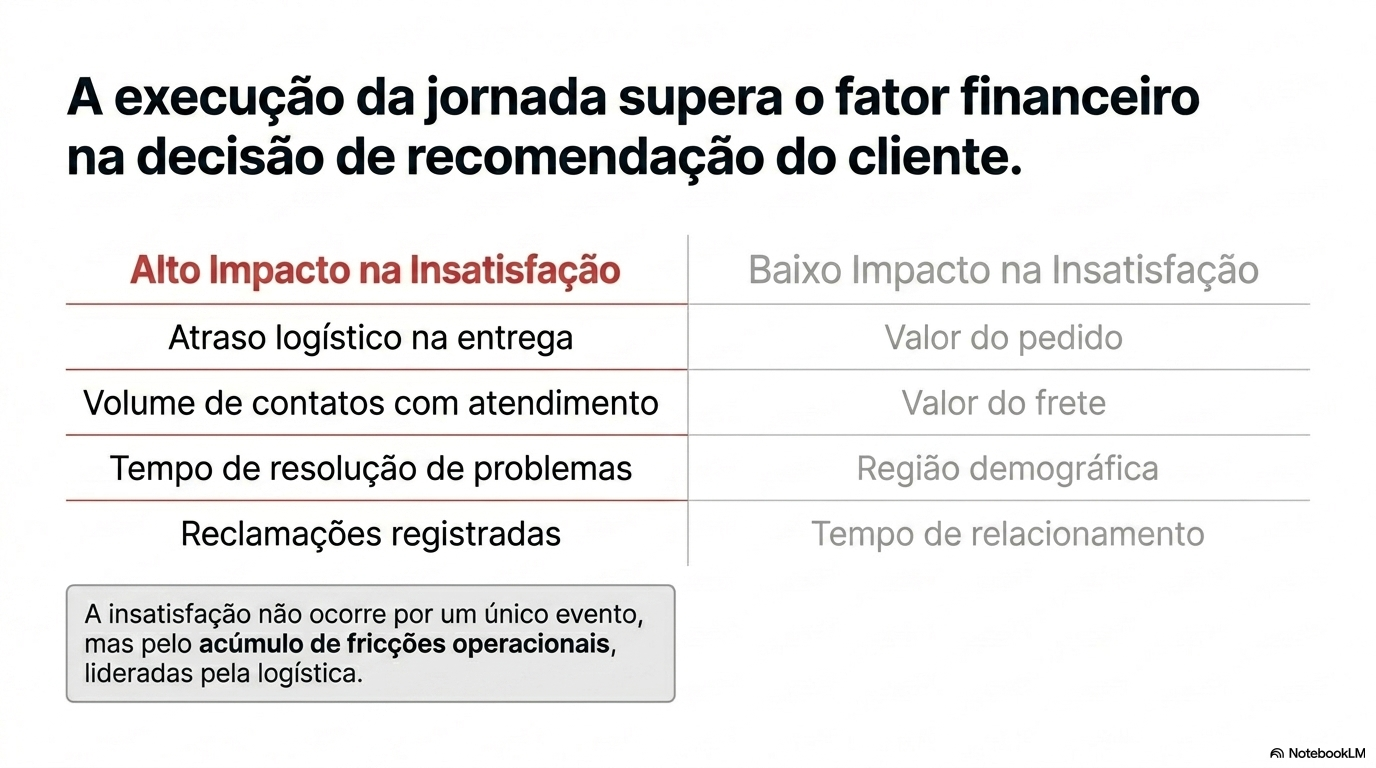 A execução da jornada supera o fator financeiro
na decisão de recomendação do cliente.
Alto Impacto na Insatisfação
Baixo Impacto na Insatisfação
Atraso logístico na entrega
Valor do pedido
Volume de contatos com atendimento
Valor do frete
Tempo de resolução de problemas
Região demográfica
Reclamações registradas
Tempo de relacionamento
A insatisfação não ocorre por um único evento,
mas pelo acúmulo de fricções operacionais,
lideradas pela logística.
NotebookLM